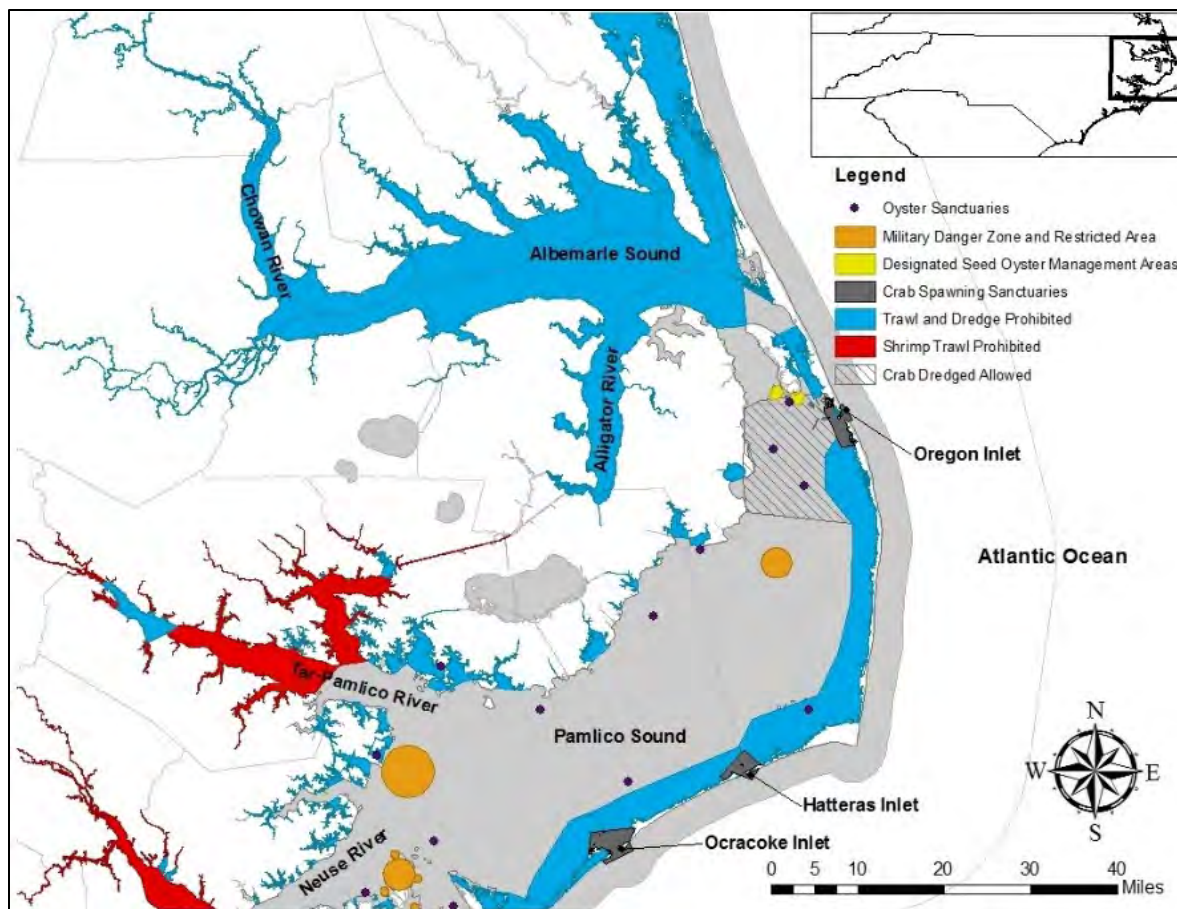 Chowan River
Albemarle Sound
Alligator River
Legend
Oyster Sanctuaries
Military Danger Zone and Restricted Area
Designated Seed Oyster Management Areas
Crab Spawning Sanctuaries
Trawl and Dredge Prohibited
Shrimp Trawl Prohibited
Crab Dredged Allowed
Oregon Inlet
Atlantic Ocean
Tar-Pamlico River
Pamlico Sound
Neuse River
Hatteras Inlet
Ocracoke Inlet
N
W E
S
0 5 10 20 30 40
Miles